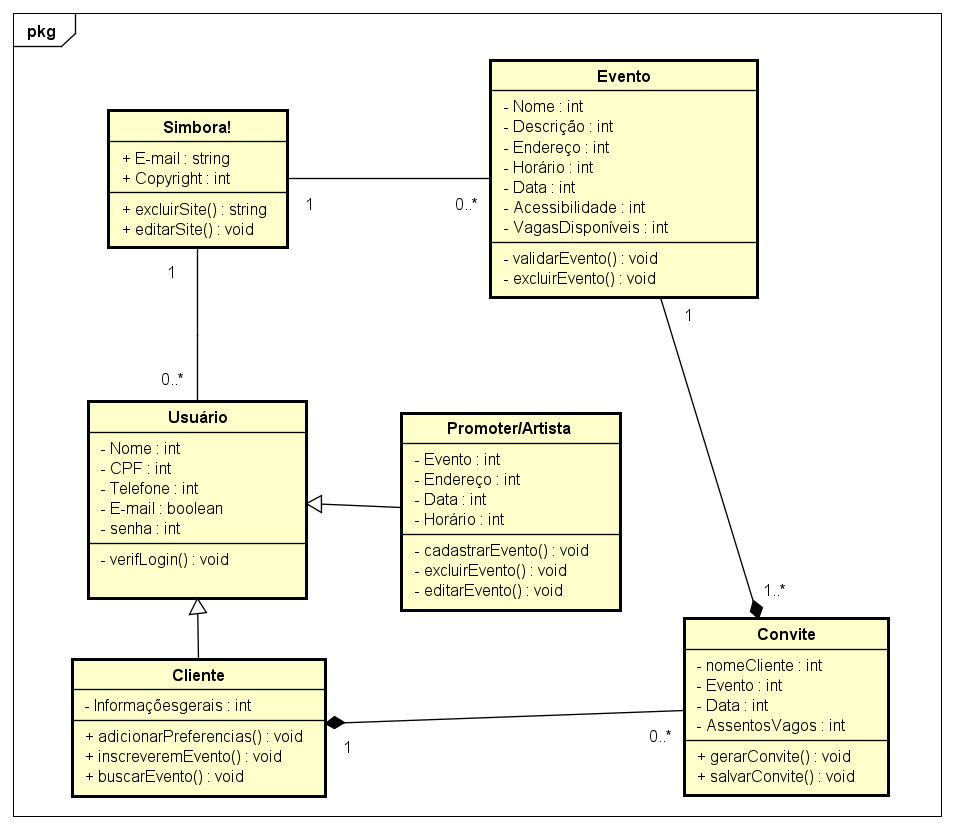 pkg
Simbora!
+ E-mail : string
+ Copyright : int
+ excluirSite() : string
+ editarSite() : void
1
0..*
Evento
- Nome : int
- Descrição : int
- Endereço : int
- Horário : int
- Data : int
- Acessibilidade : int
- VagasDisponíveis : int
- validarEvento() : void
- excluirEvento() : void
1
0..*
1
Usuário
- Nome : int
- CPF : int
- Telefone : int
- E-mail : boolean
- senha : int
- verifLogin() : void
Promoter/Artista
- Evento : int
- Endereço : int
- Data : int
- Horário : int
- cadastrarEvento() : void
- excluirEvento() : void
- editarEvento() : void
1..*
Cliente
- Informaçõesgerais : int
+ adicionarPreferencias() : void
+ inscreveremEvento() : void
+ buscarEvento() : void
1
0..*
Convite
- nomeCliente : int
- Evento : int
- Data : int
- AssentosVagos : int
+ gerarConvite() : void
+ salvarConvite() : void